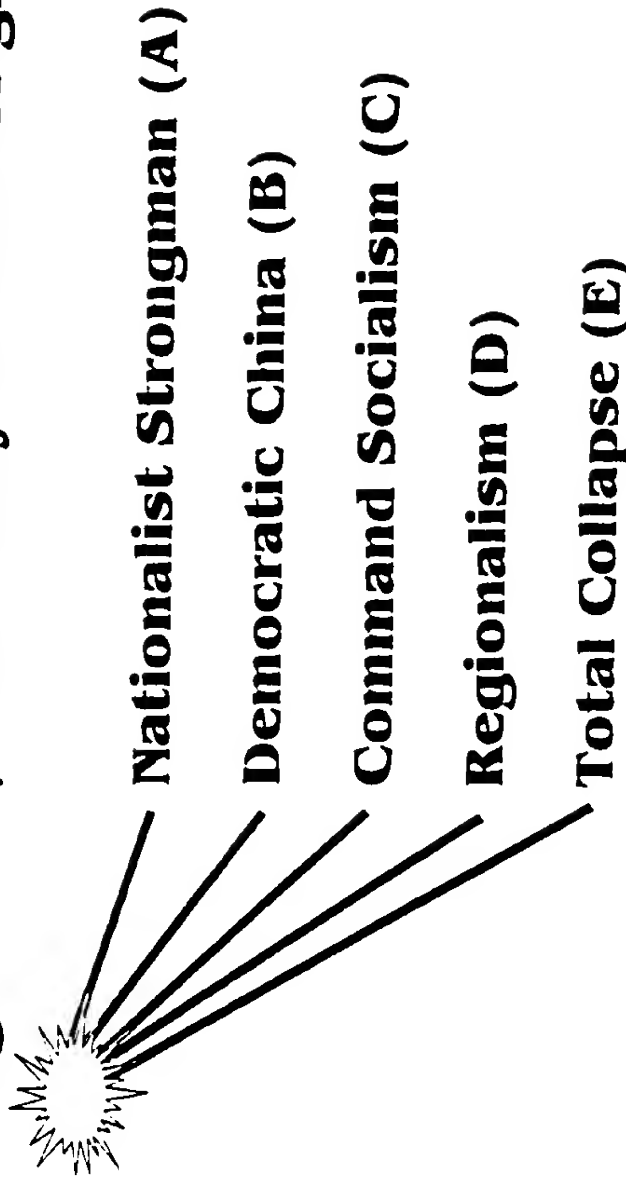 Nationalist Strongman (A)
Democratic China (B)
Command Socialism (C)
Regionalism (D)
Total Collapse (E)